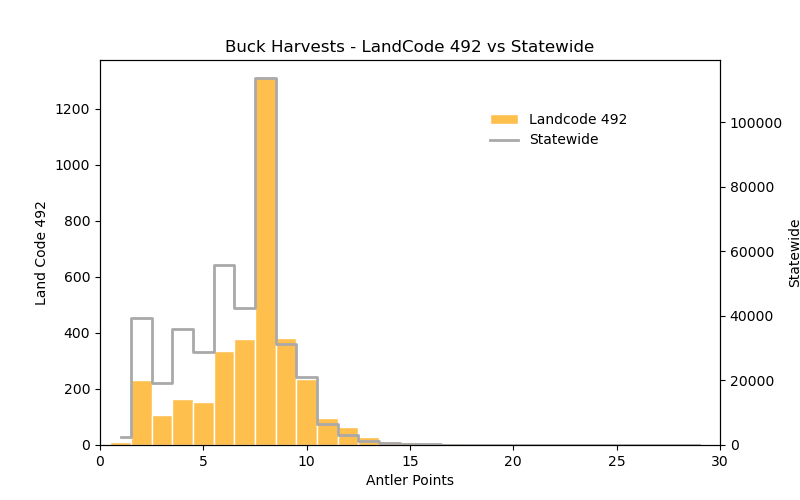 Buck Harvests - LandCode 492 vs Statewide
Landcode 492
Statewide
Land Code 492
1200
1000
800
600
400
200
0
100000
80000
60000
40000
20000
0
Statewide
0 5 10 15 20 25 30
Antler Points